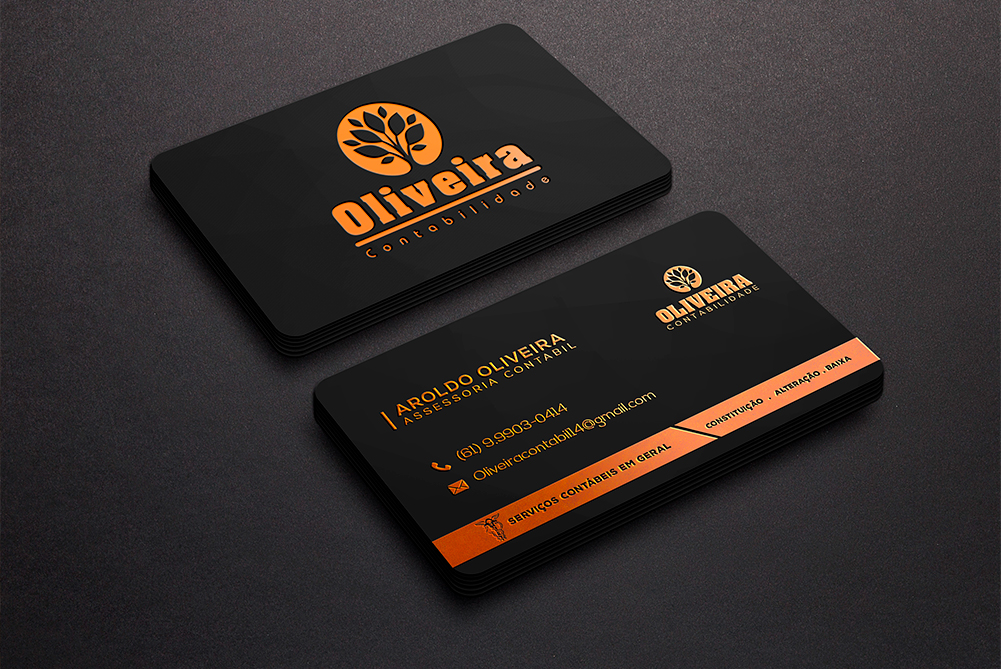 Oliveira
Contabilidade
OLIVEIRA
CONTABILIDADE
AROLDO OLIVEIRA
ASSESSORIA CONTABIL
(61) 9.9903-0414
Oliveiracontabil14@gmail.com
SERVIÇOS CONTÁBEIS EM GERAL
CONSTITUIÇÃO . ALTERAÇÃO . BAIXA